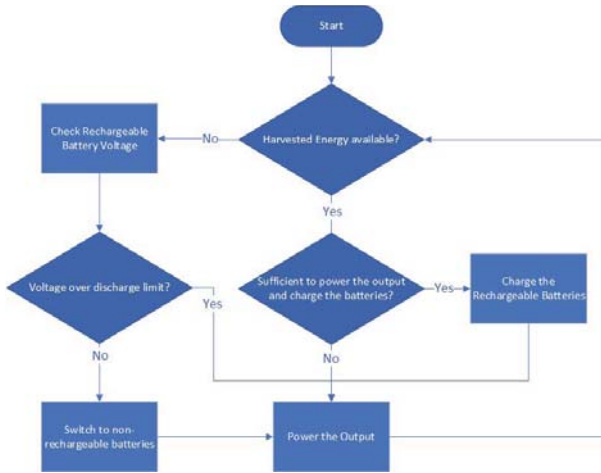 Start
Harvested Energy available?
No
Check Rechargeable
Battery Voltage
Yes
Voltage over discharge limit?
Sufficient to power the output
and charge the batteries?
Yes
Charge the
Rechargeable Batteries
Yes
No
No
Switch to non-
rechargeable batteries
Power the Output